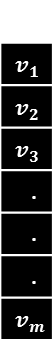 v₁
v₂
v₃
.
.
.
vₘ